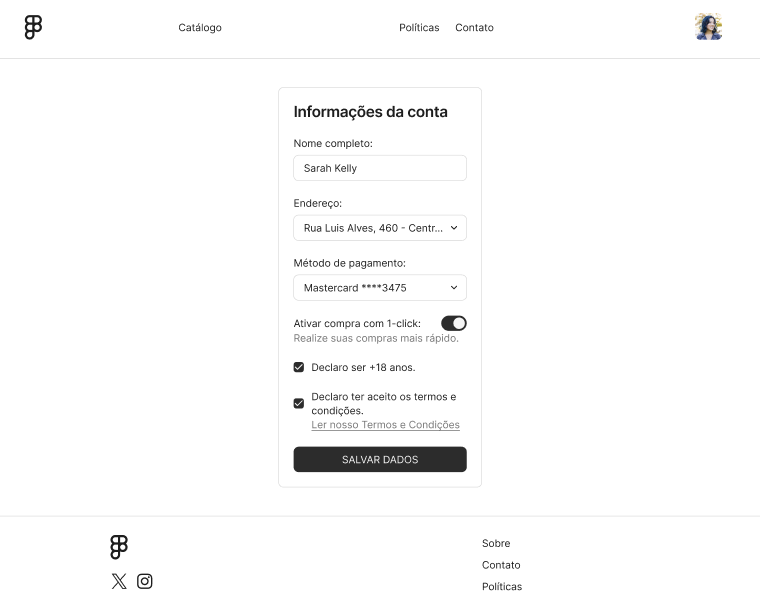 Catálogo
Políticas
Contato
Informações da conta
Nome completo:
Sarah Kelly
Endereço:
Rua Luis Alves, 460 - Centr...
Método de pagamento:
Mastercard ****3475
Ativar compra com 1-click:
Realize suas compras mais rápido.
Declaro ser +18 anos.
Declaro ter aceito os termos e
condições.
Ler nosso Termos e Condições
SALVAR DADOS
Sobre
Contato
Políticas